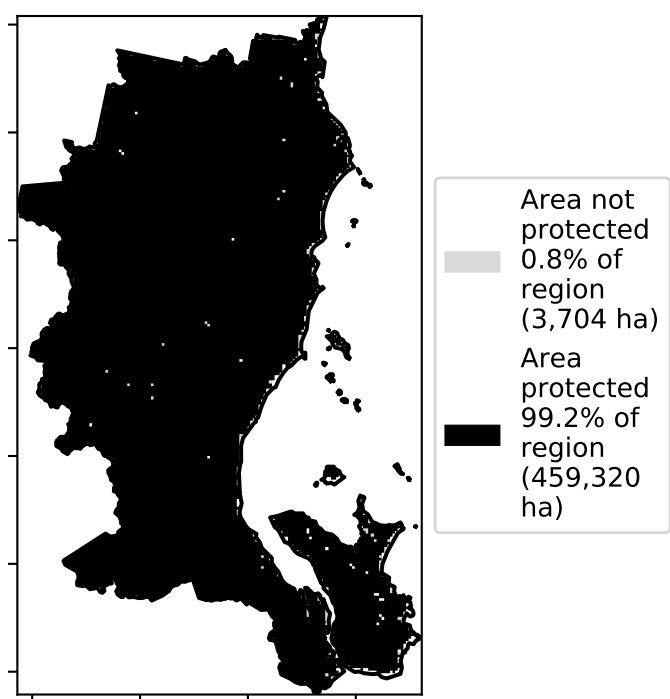 Area not
protected
0.8% of
region
(3,704 ha)
Area
protected
99.2% of
region
(459,320
ha)